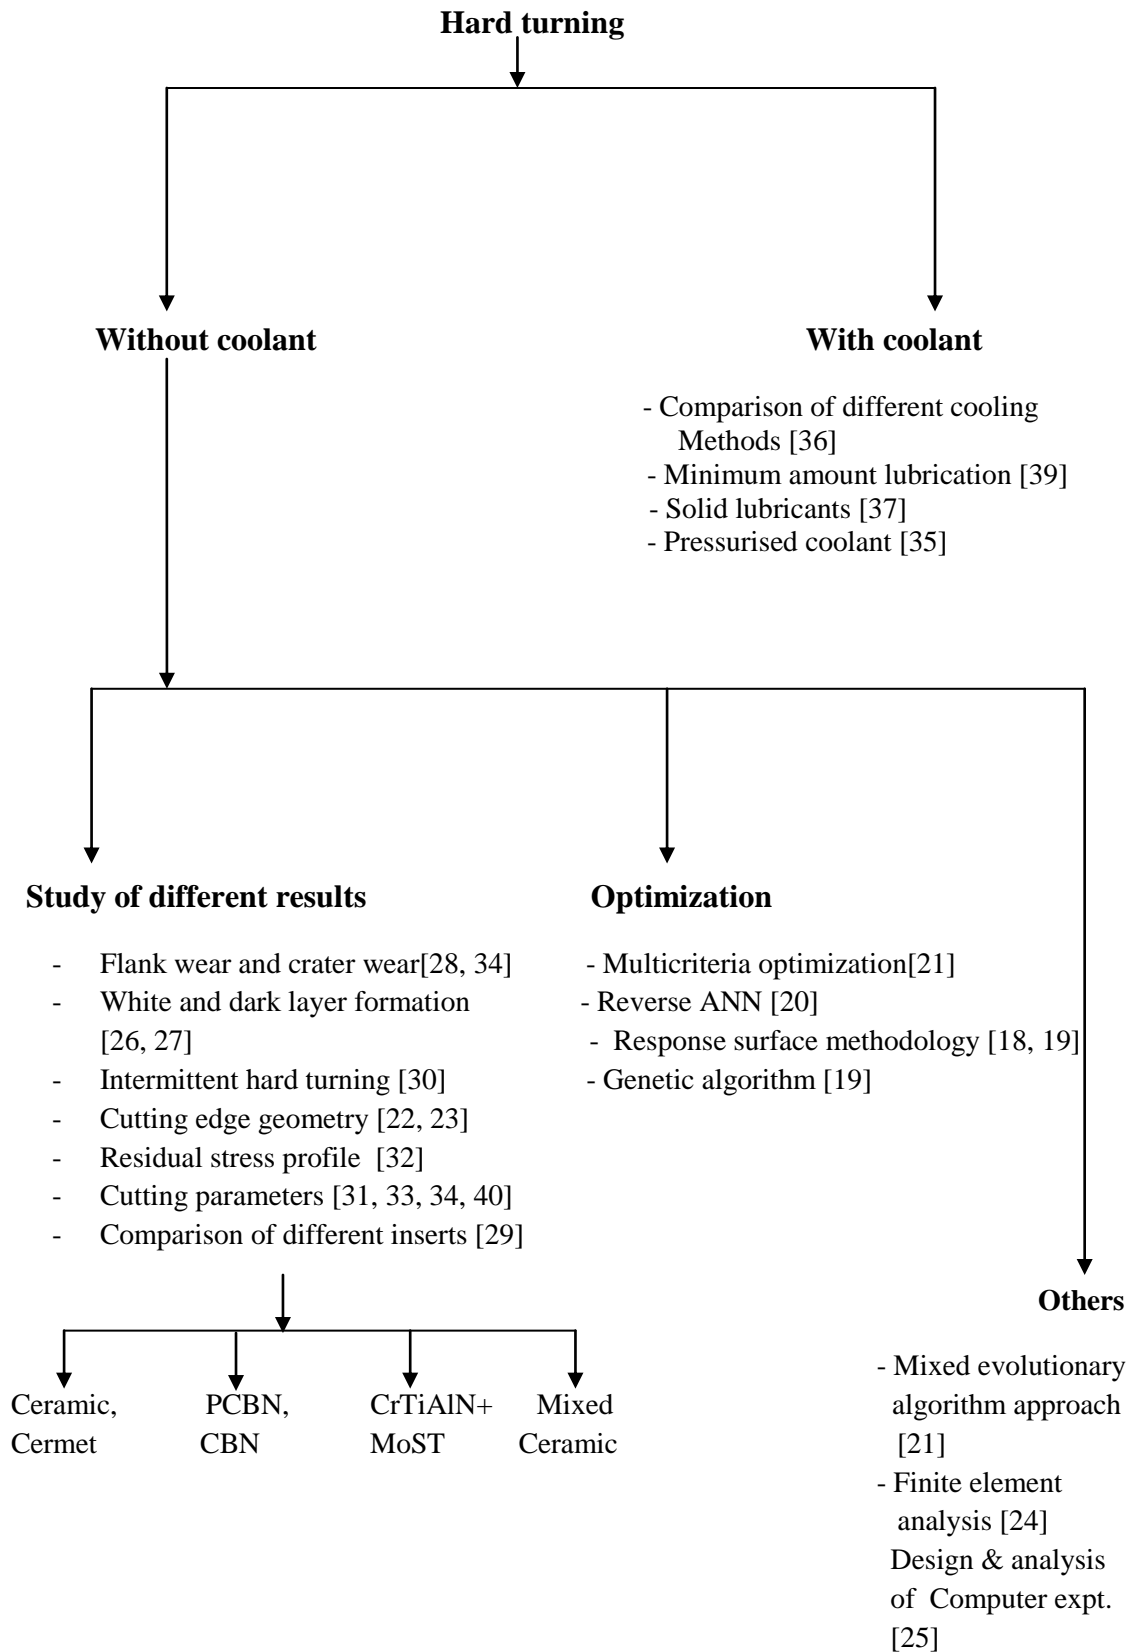 Hard turning
Without coolant
With coolant
- Comparison of different cooling
Methods [36]
- Minimum amount lubrication [39]
- Solid lubricants [37]
- Pressurised coolant [35]
Study of different results
- Flank wear and crater wear[28, 34]
- White and dark layer formation
[26, 27]
- Intermittent hard turning [30]
- Cutting edge geometry [22, 23]
- Residual stress profile [32]
- Cutting parameters [31, 33, 34, 40]
- Comparison of different inserts [29]
Optimization
- Multicriteria optimization[21]
- Reverse ANN [20]
- Response surface methodology [18, 19]
- Genetic algorithm [19]
Ceramic,
Cermet
PCBN,
CBN
CrTiAlN+
MoST
Mixed
Ceramic
Others
- Mixed evolutionary
algorithm approach
[21]
- Finite element
analysis [24]
Design & analysis
of Computer expt.
[25]